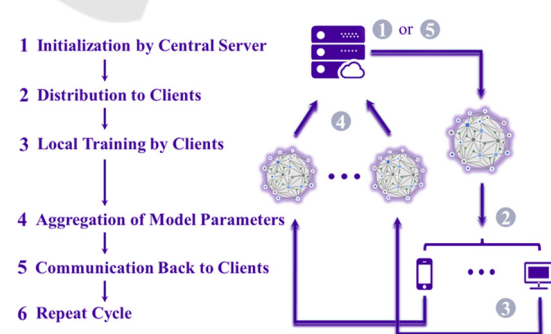 1 Initialization by Central Server
2 Distribution to Clients
3 Local Training by Clients
4 Aggregation of Model Parameters
5 Communication Back to Clients
6 Repeat Cycle
1 or 5
4
2
3